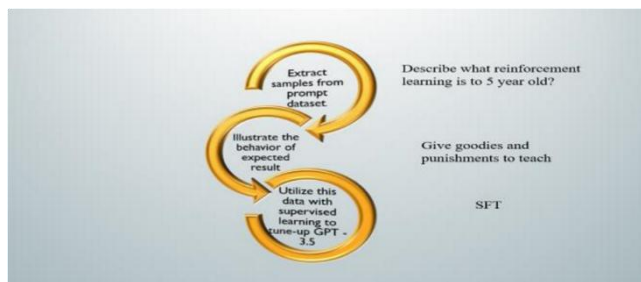 Extract
samples from
prompt
dataset
Describe what reinforcement
learning is to 5 year old?
Illustrate the
behavior of
expected
result
Give goodies and
punishments to teach
Utilize this
data with
supervised
learning to
tune-up GPT -
3.5
SFT